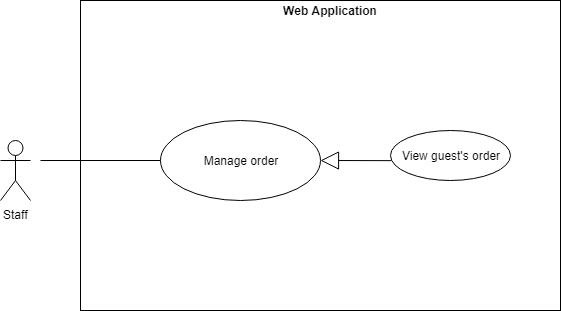 Web Application
Manage order
View guest's order
Staff